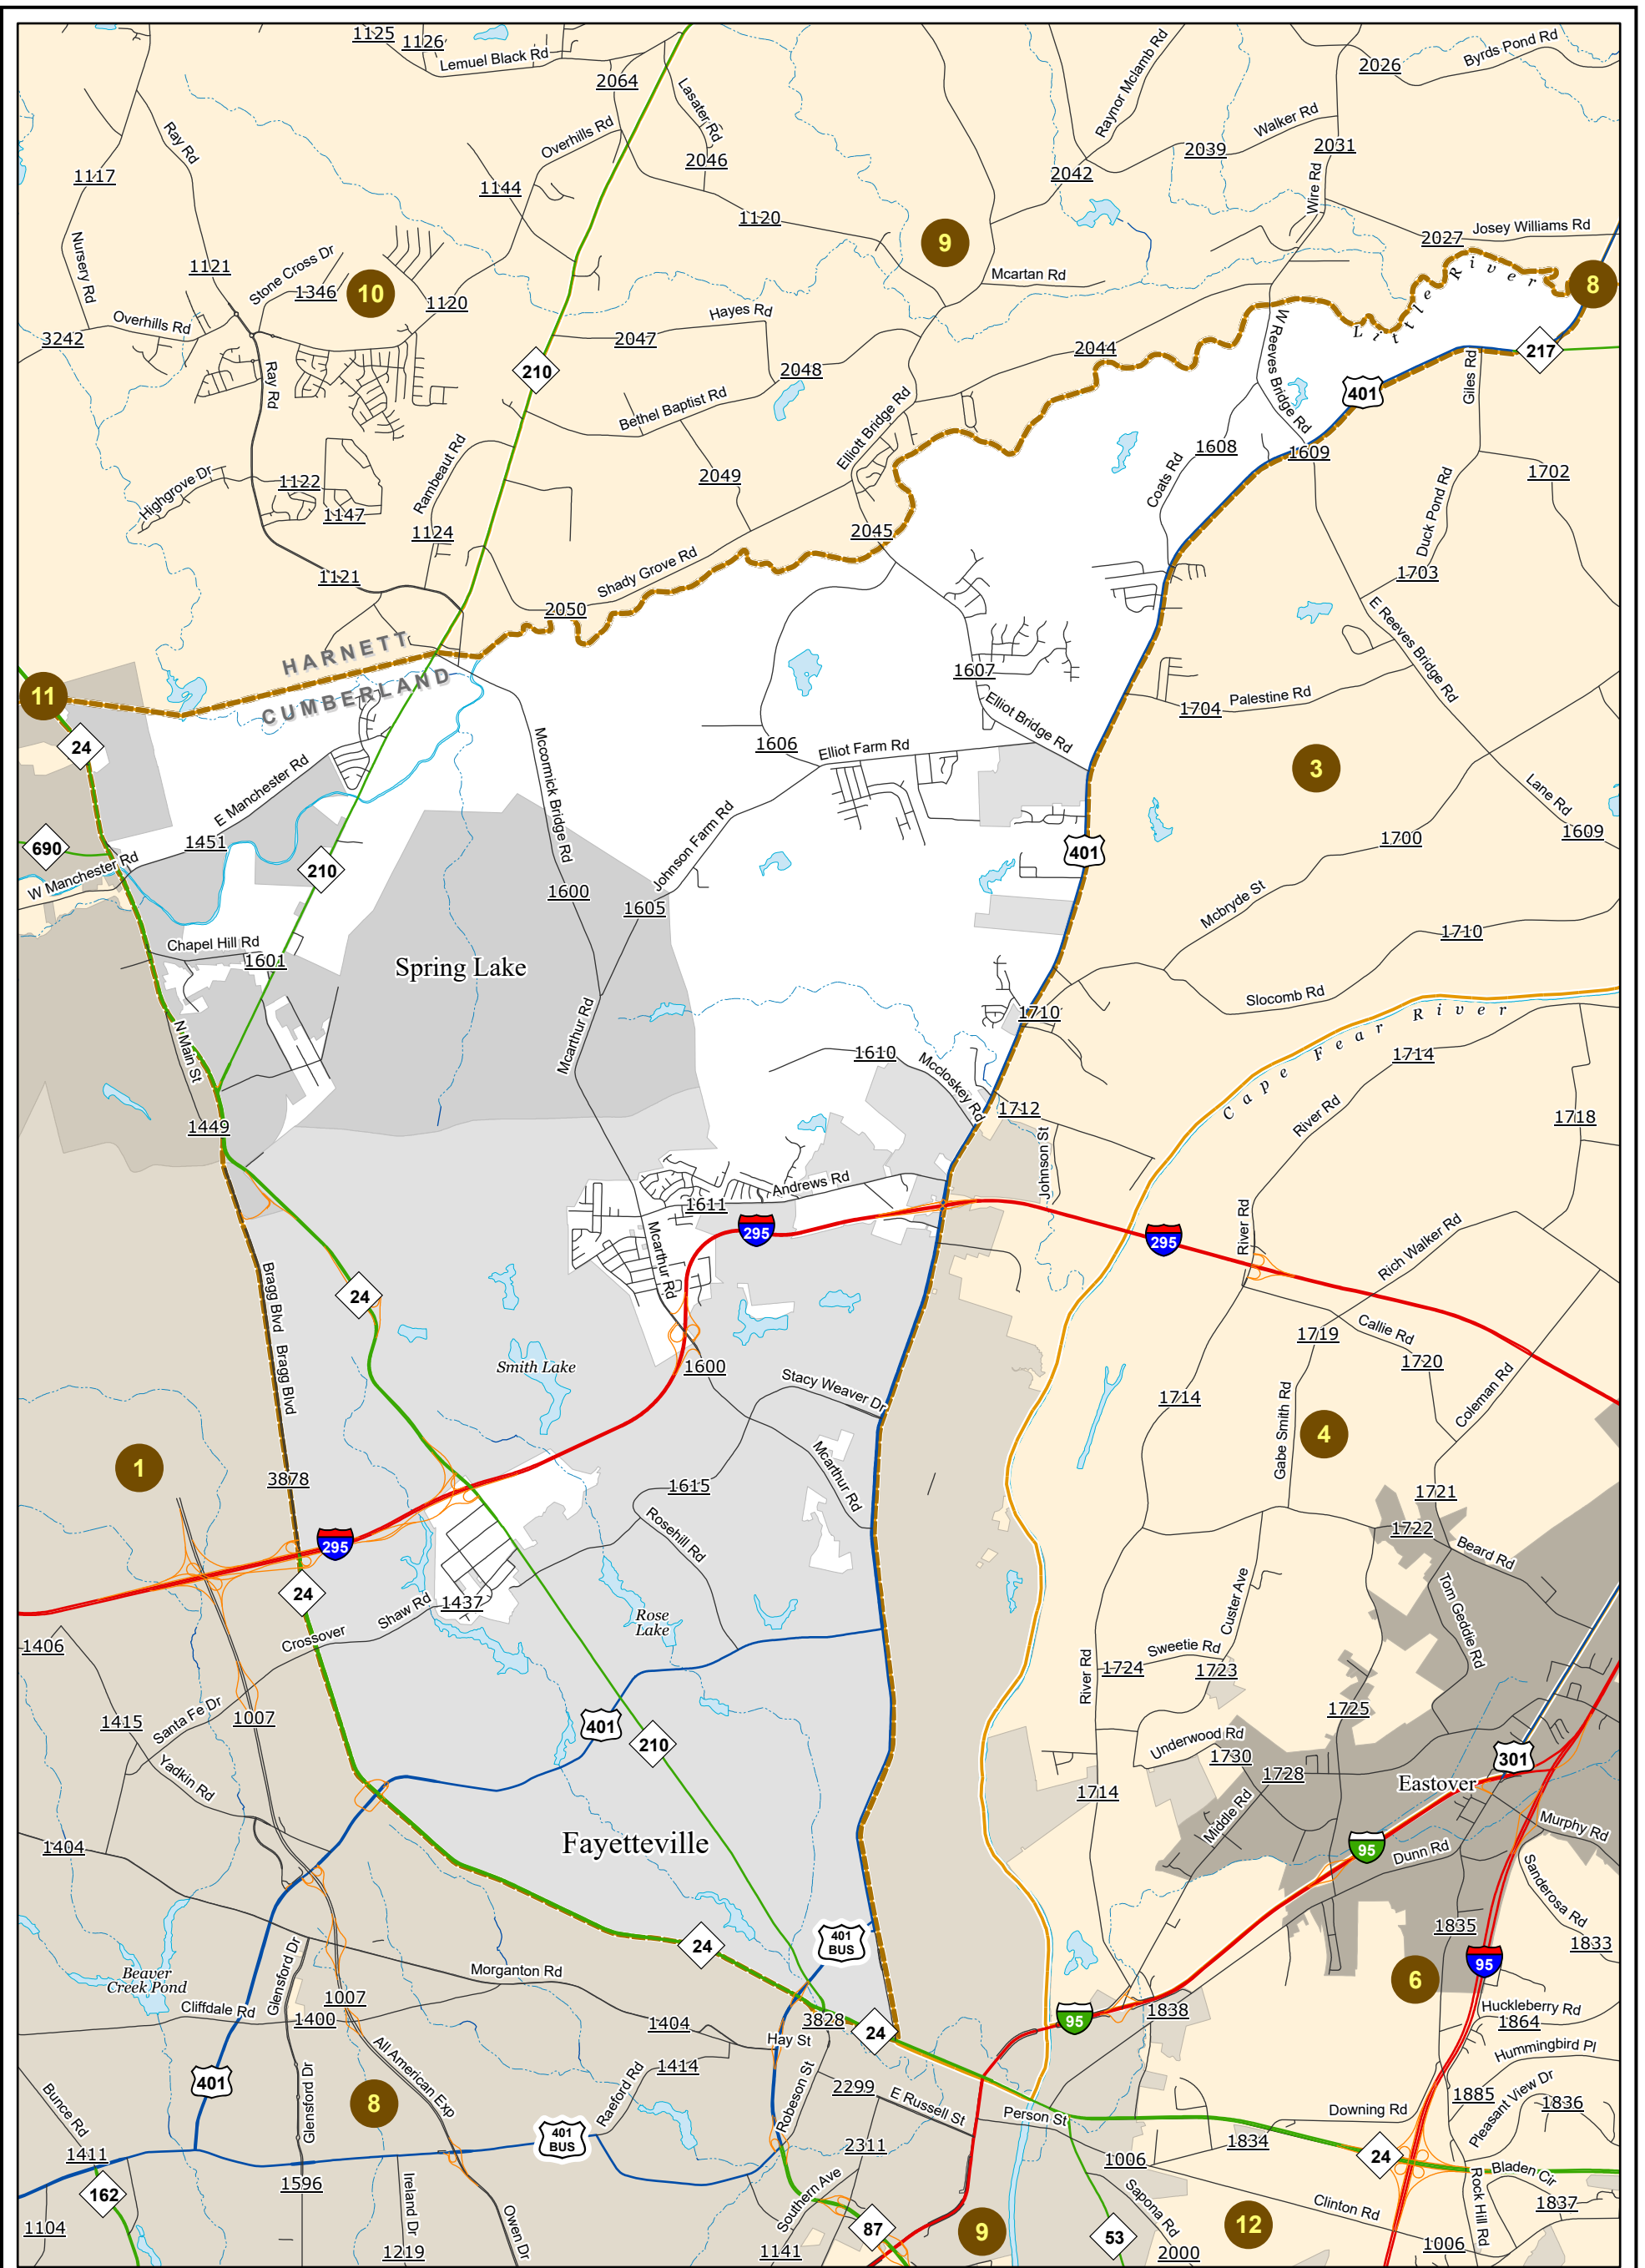 1125
1126
Lemuel Black Rd
2064
Lasater Rd
Raynor Mclamb Rd
2026
Byrds Pond Rd
Ray Rd
Overhills Rd
2046
Walker Rd
2039
2031
1117
1144
2042
Wire Rd
1120
Josey Williams Rd
2027
Nursery Rd
1121
Stone Cross Dr
1346
10
1120
9
Mcartan Rd
Little River
8
3242
Overhills Rd
2047
Hayes Rd
2044
W Reeves Bridge Rd
217
Ray Rd
210
2048
401
Giles Rd
Bethel Baptist Rd
Elliott Bridge Rd
Rambeaut Rd
1608
1609
Highgrove Dr
1122
2049
Coats Rd
1702
1147
1124
2045
Duck Pond Rd
1121
Shady Grove Rd
1703
2050
E Reeves Bridge Rd
HARNETT
CUMBERLAND
1607
11
1704
Palestine Rd
Elliot Bridge Rd
24
Mccormick Bridge Rd
1606
Elliot Farm Rd
3
E Manchester Rd
Lane Rd
690
1451
210
Johnson Farm Rd
401
1700
1609
W Manchester Rd
1600
1605
Mcbryde St
Chapel Hill Rd
1601
Spring Lake
1710
Slocomb Rd
N Main St
Mcarthur Rd
1710
Cape Fear River
1610
1714
Mccloskey Rd
1449
1712
River Rd
1718
Johnson St
Andrews Rd
1611
295
Mcarthur Rd
295
River Rd
Rich Walker Rd
Bragg Blvd
24
1719
Callie Rd
Bragg Blvd
Smith Lake
1600
1720
Stacy Weaver Dr
1714
Gabe Smith Rd
Coleman Rd
1
4
3878
1615
Mcarthur Rd
1721
Rosehill Rd
1722
295
Beard Rd
24
Tom Geddie Rd
1437
Shaw Rd
Custer Ave
Crossover
Rose
Lake
1406
River Rd
1724
Sweetie Rd
1723
1415
Santa Fe Dr
1007
401
210
1725
Yadkin Rd
Underwood Rd
1730
301
1728
Eastover
1714
Middle Rd
Fayetteville
Murphy Rd
1404
95
Dunn Rd
Sanderosa Rd
401
BUS
1835
1833
24
95
Glensford Dr
Morganton Rd
Beaver
Creek Pond
6
Cliffdale Rd
1007
1400
1404
3828
24
95
1838
Huckleberry Rd
1864
Hay St
All American Exp
Hummingbird Pl
401
8
Glensford Dr
1414
Raeford Rd
Robeson St
2299
E Russell St
Person St
1885
Pleasant View Dr
1836
Bunce Rd
Downing Rd
401
BUS
1411
2311
1834
24
1006
Bladen Cir
162
1596
Ireland Dr
Southern Ave
Sapona Rd
Clinton Rd
Rock Hill Rd
1837
1104
Owen Dr
87
9
53
12
1219
1141
2000
1006